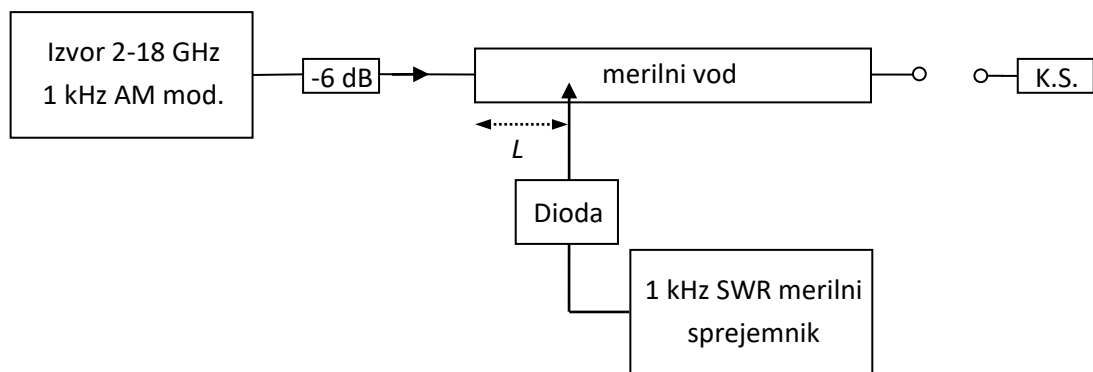 Izvor 2-18 GHz
1 kHz AM mod.
-6 dB
merilni vod
K.S.
L
Dioda
1 kHz SWR merilni
sprejemnik